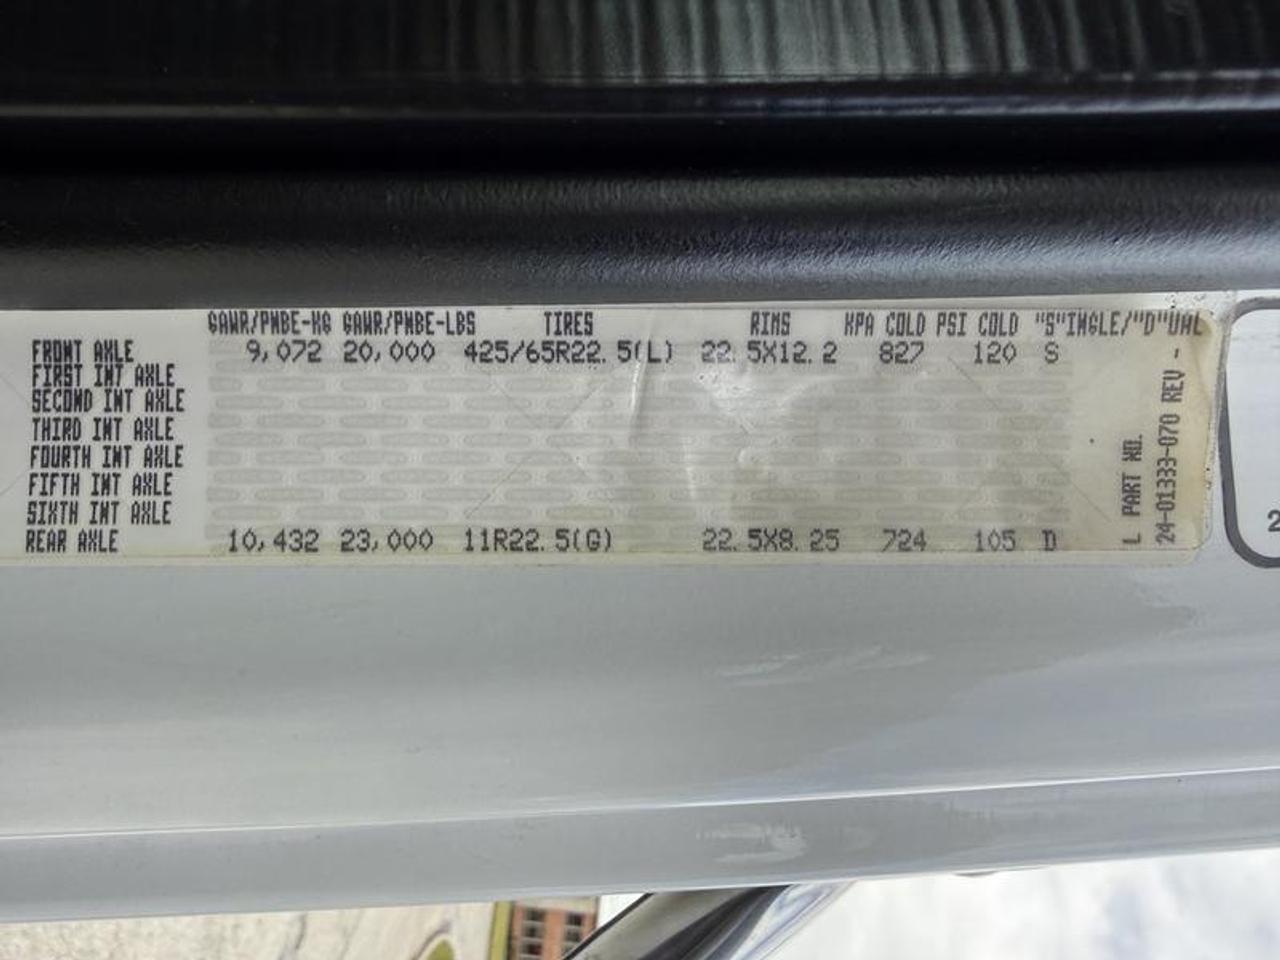 GAWR/PNBE-KG GAWR/PNBE-LBS TIRES RIMS KPA COLD PSI COLD "S"INGLE/"D"UAL
FRONT AXLE 9,072 20,000 425/65R22.5(L) 22.5X12.2 827 120 S
FIRST INT AXLE
SECOND INT AXLE
THIRD INT AXLE
FOURTH INT AXLE
FIFTH INT AXLE
SIXTH INT AXLE
REAR AXLE 10,432 23,000 11R22.5(G) 22.5X8.25 724 105 D
L PART NO.
24-01333-070 REV -
2